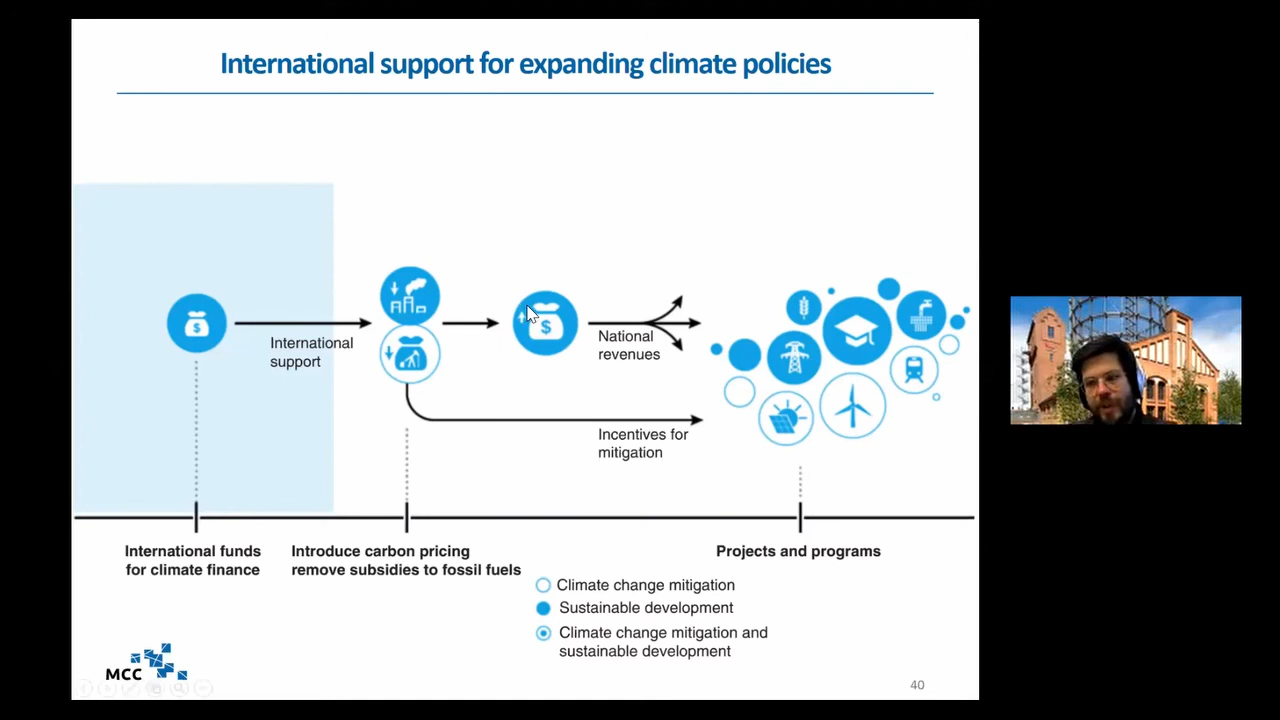 International support for expanding climate policies
International
support
National
revenues
Incentives for
mitigation
International funds
for climate finance
Introduce carbon pricing
remove subsidies to fossil fuels
Projects and programs
Climate change mitigation
Sustainable development
Climate change mitigation and
sustainable development
MCC
40
$
$